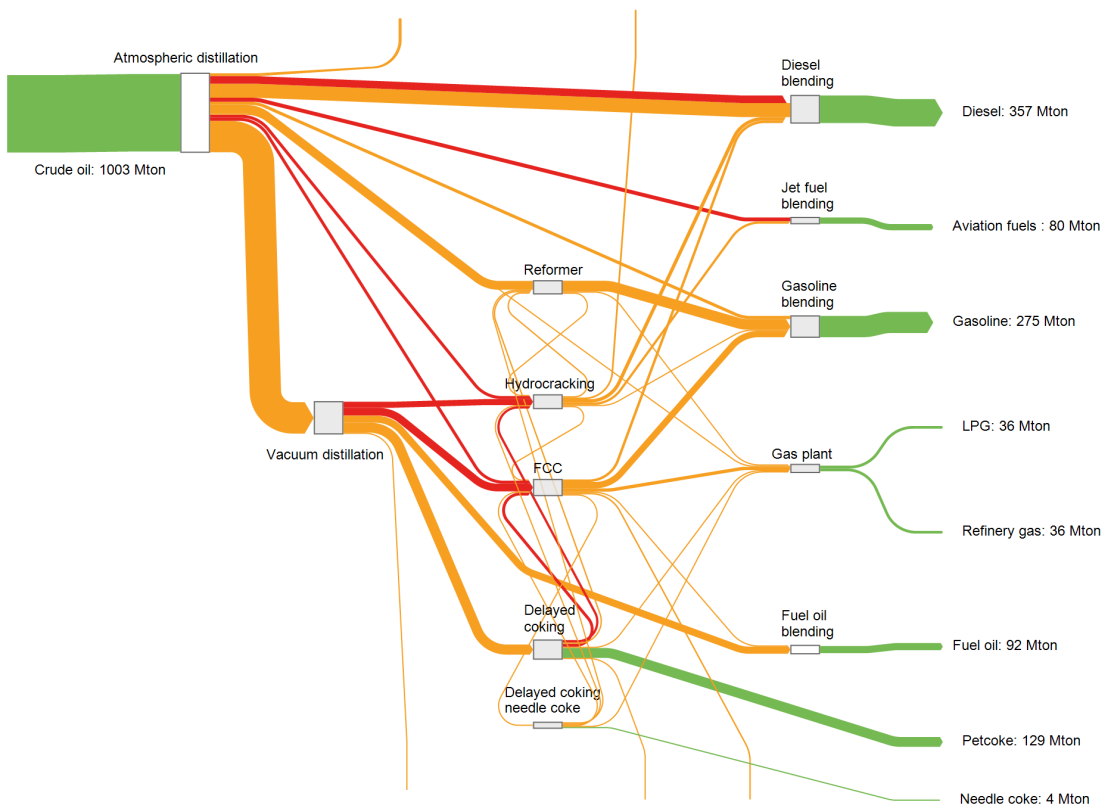 Atmospheric distillation
Diesel
blending
Diesel: 357 Mton
Crude oil: 1003 Mton
Jet fuel
blending
Aviation fuels : 80 Mton
Reformer
Gasoline
blending
Gasoline: 275 Mton
Hydrocracking
Vacuum distillation
LPG: 36 Mton
FCC
Gas plant
Refinery gas: 36 Mton
Delayed
coking
Fuel oil
blending
Fuel oil: 92 Mton
Delayed coking
needle coke
Petcoke: 129 Mton
Needle coke: 4 Mton